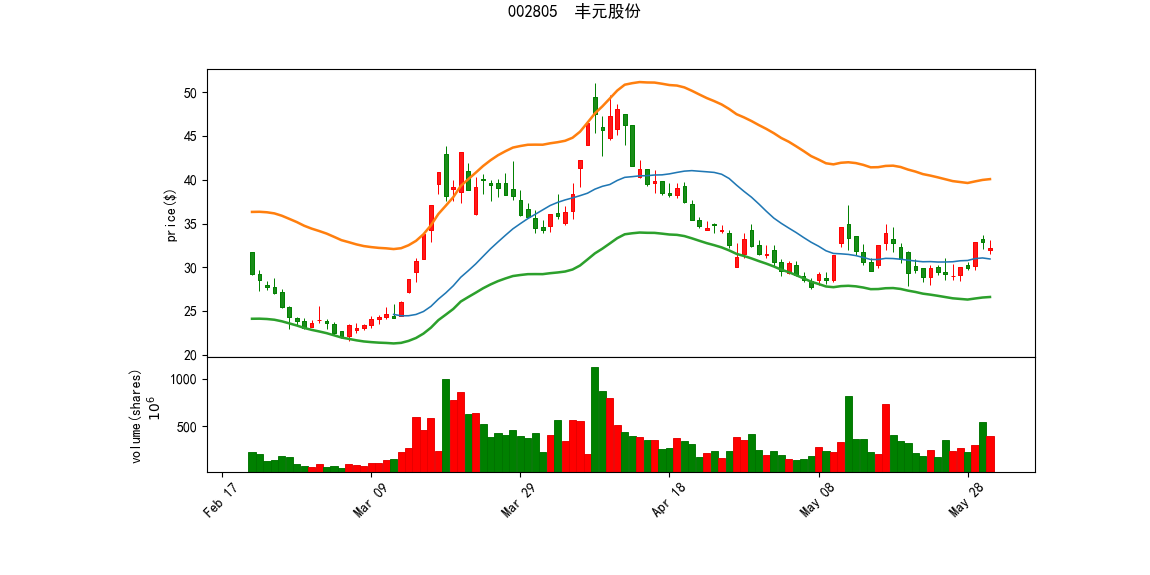 002805 丰元股份
50
45
40
35
30
25
20
price($)
1000
500
volume(shares)
10^6
Feb 17
Mar 09
Mar 29
Apr 18
May 08
May 28